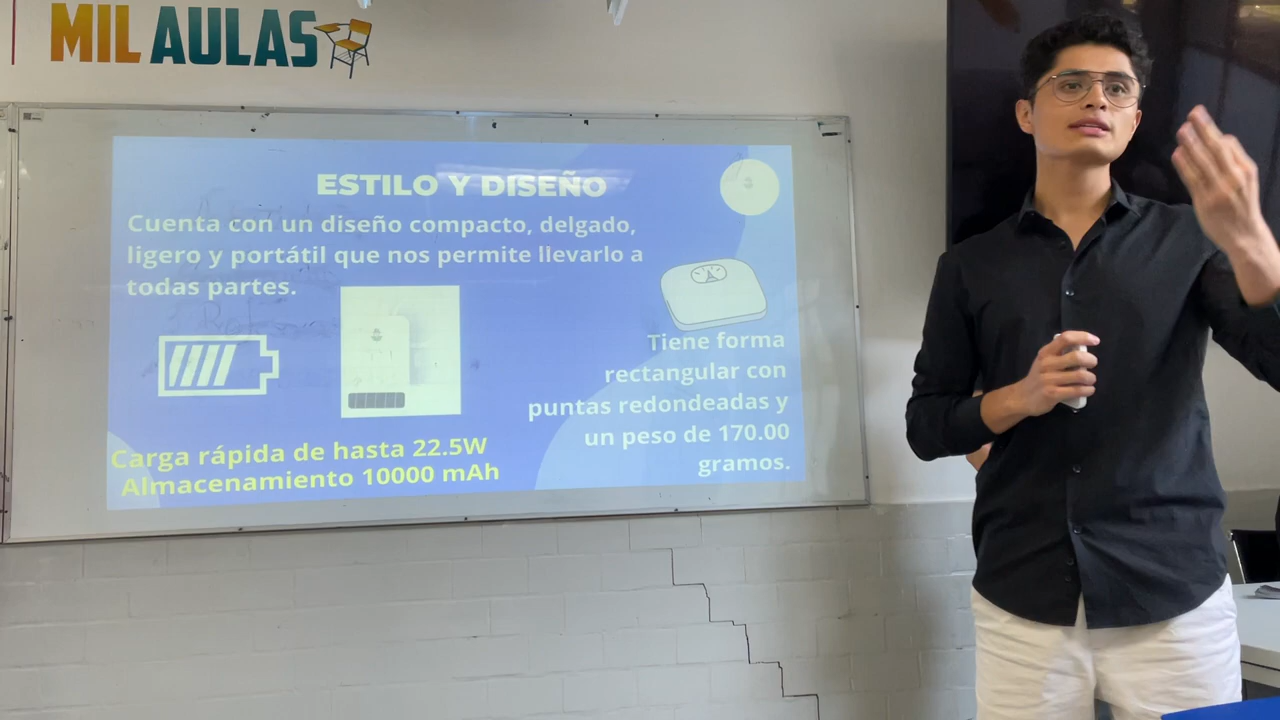 MIL AULAS
ESTILO Y DISEÑO
Cuenta con un diseño compacto, delgado,
ligero y portátil que nos permite llevarlo a
todas partes.
Tiene forma
rectangular con
puntas redondeadas y
un peso de 170.00
gramos.
Carga rápida de hasta 22.5W
Almacenamiento 10000 mAh